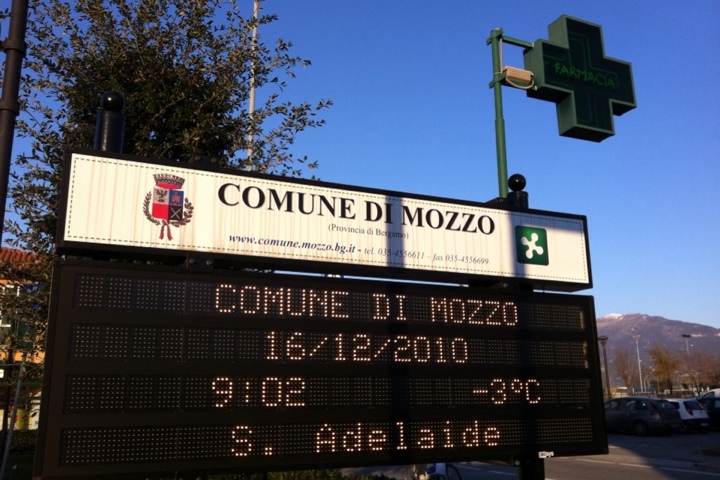 FARMACIA
COMUNE DI MOZZO
(Provincia di Bergamo)
www.comune.mozzo.bg.it - tel. 035-4556611 - fax 035-4556699
COMUNE DI MOZZO
16/12/2010
9:02 -3°C
S. Adelaide